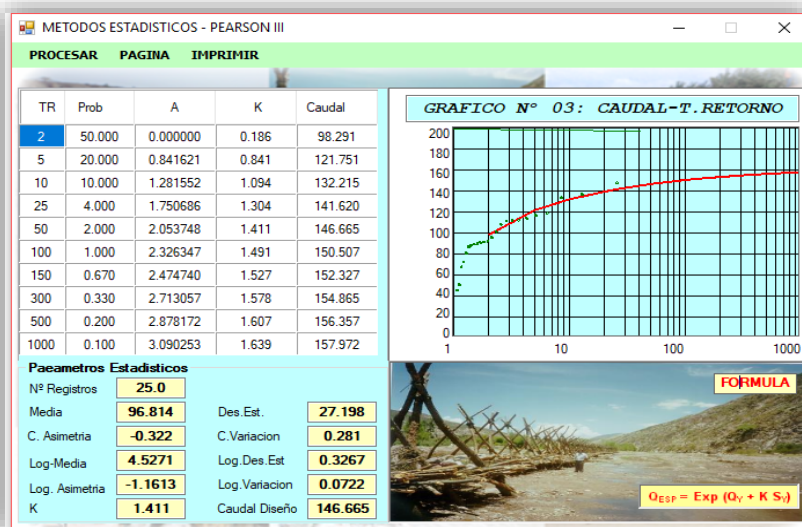 METODOS ESTADISTICOS - PEARSON III
PROCESAR PAGINA IMPRIMIR
TR Prob A K Caudal
2 50.000 0.000000 0.186 98.291
5 20.000 0.841621 0.841 121.751
10 10.000 1.281552 1.094 132.215
25 4.000 1.750686 1.304 141.620
50 2.000 2.053748 1.411 146.665
100 1.000 2.326347 1.491 150.507
150 0.670 2.474740 1.527 152.327
300 0.330 2.713057 1.578 154.865
500 0.200 2.878172 1.607 156.357
1000 0.100 3.090253 1.639 157.972
GRAFICO Nº 03: CAUDAL-T.RETORNO
200
180
160
140
120
100
80
60
40
20
0
1 10 100 1000
Paeametros Estadisticos
Nº Registros 25.0
Media 96.814 Des.Est. 27.198
C. Asimetria -0.322 C.Variacion 0.281
Log-Media 4.5271 Log.Des.Est 0.3267
Log. Asimetria -1.1613 Log.Variacion 0.0722
K 1.411 Caudal Diseño 146.665
FORMULA
QESP = Exp (QY + K SY)